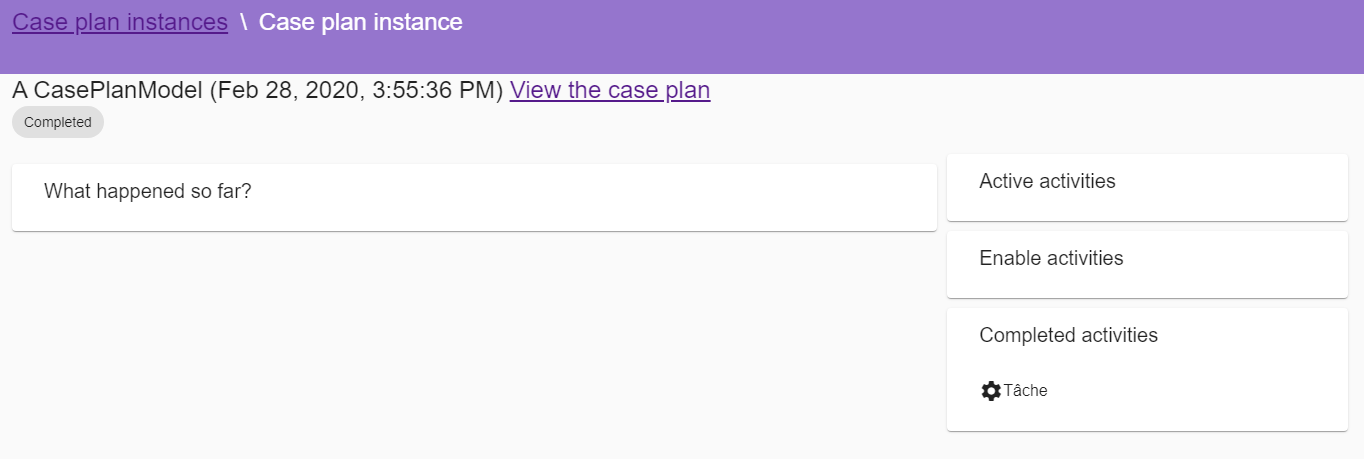 Case plan instances \ Case plan instance
A CasePlanModel (Feb 28, 2020, 3:55:36 PM) View the case plan
Completed
What happened so far?
Active activities
Enable activities
Completed activities
Tâche